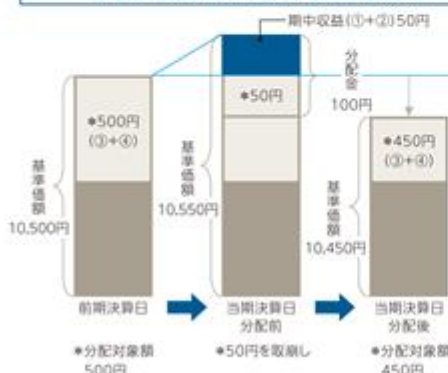 期中収益(①+②)50円
*500円
(③+④)
*50円
分配金
100円
*450円
(③+④)
基準価額
10,500円
基準価額
10,550円
基準価額
10,450円
前期決算日
当期決算日
分配前
当期決算日
分配後
*分配対象額
500円
*50円を取崩し
*分配対象額
450円